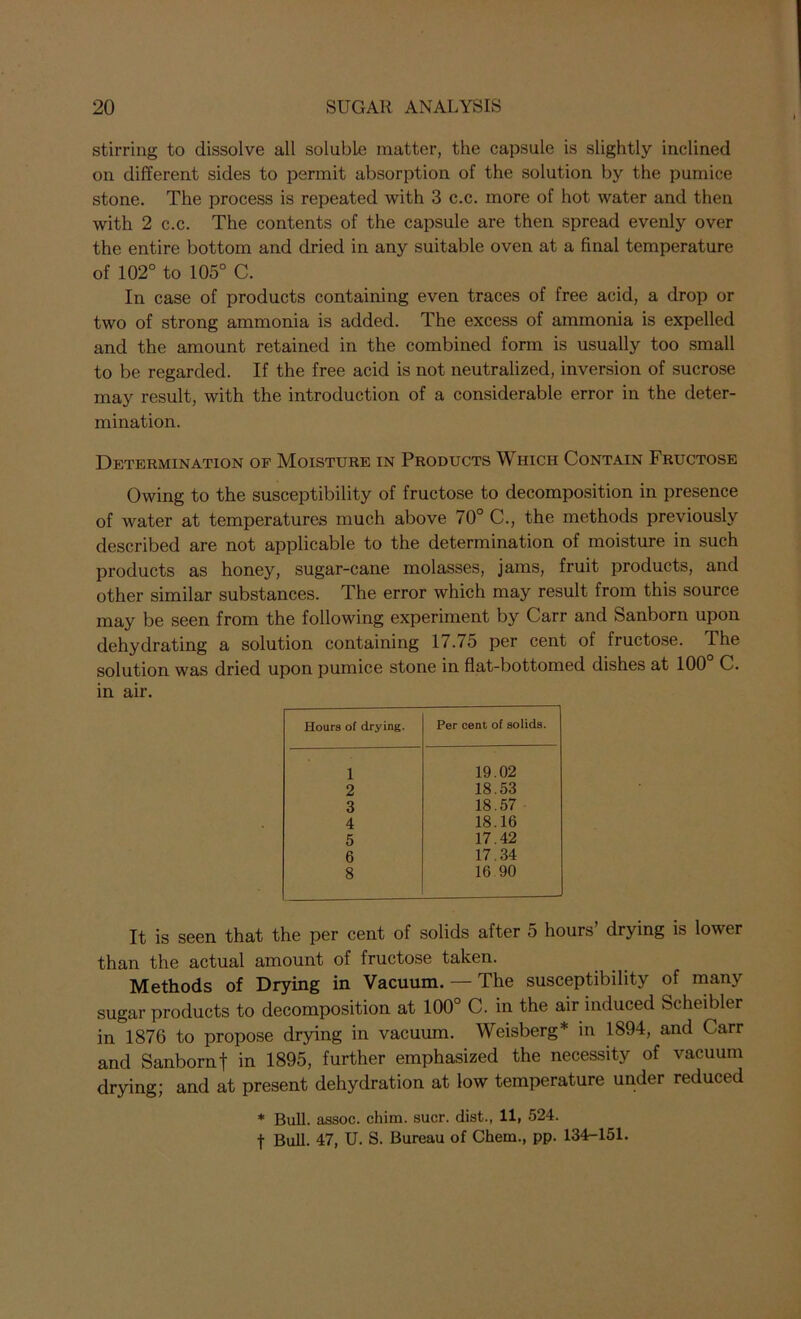 20 SUGAR ANALYSIS
stirring to dissolve all soluble matter, the capsule is slightly inclined
on different sides to permit absorption of the solution by the pumice
stone. The process is repeated with 3 c.c. more of hot water and then
with 2 c.c. The contents of the capsule are then spread evenly over
the entire bottom and dried in any suitable oven at a final temperature
of 102° to 105° C.
In case of products containing even traces of free acid, a drop or
two of strong ammonia is added. The excess of ammonia is expelled
and the amount retained in the combined form is usually too small
to be regarded. If the free acid is not neutralized, inversion of sucrose
may result, with the introduction of a considerable error in the deter-
mination.
Determination of Moisture in Products Which Contain Fructose
Owing to the susceptibility of fructose to decomposition in presence
of water at temperatures much above 70° C., the methods previously
described are not applicable to the determination of moisture in such
products as honey, sugar-cane molasses, jams, fruit products, and
other similar substances. The error which may result from this source
may be seen from the following experiment by Carr and Sanborn upon
dehydrating a solution containing 17.75 per cent of fructose. The
solution was dried upon pumice stone in flat-bottomed dishes at 100° C.
in air.
Hours of drying. Per cent of solids.
1 19.02
2 18.53
3 18.57
4 18.16
5 17.42
6 17.34
8 16 90
It is seen that the per cent of solids after 5 hours' drying is lower
than the actual amount of fructose taken.
Methods of Drying in Vacuum. — The susceptibility of many
sugar products to decomposition at 100° C. in the air induced Scheibler
in 1876 to propose drying in vacuum. Weisberg* in 1894, and Carr
and Sanborn† in 1895, further emphasized the necessity of vacuum
drying; and at present dehydration at low temperature under reduced
* Bull. assoc. chim. sucr. dist., 11, 524.
† Bull. 47, U. S. Bureau of Chem., pp. 134–151.